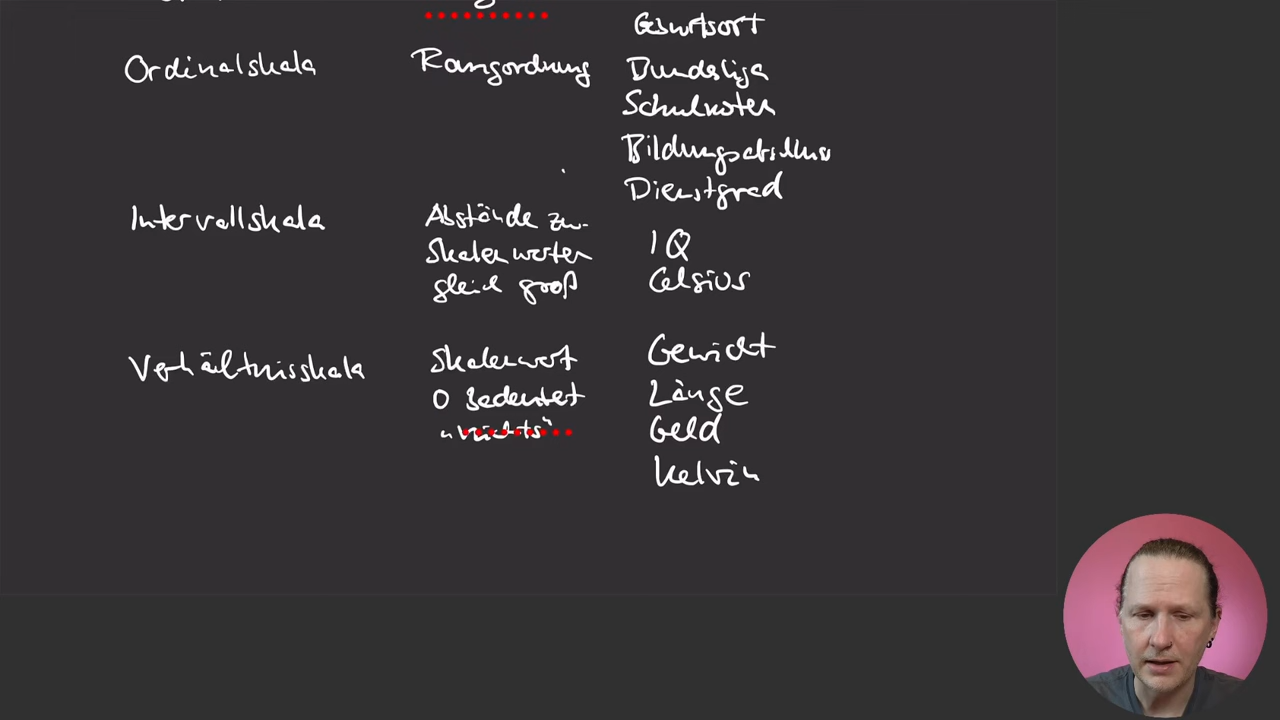 Geburtsort
Ordinalskala Rangordnung Bundesliga
Schulnoten
Bildungsabschluss
Dienstgrad
Intervallskala Abstände zw. IQ
Skalenwerten Celsius
gleich groß
Verhältnisskala Skalenwert Gewicht
0 bedeutet Länge
„nichts“ Geld
Kelvin